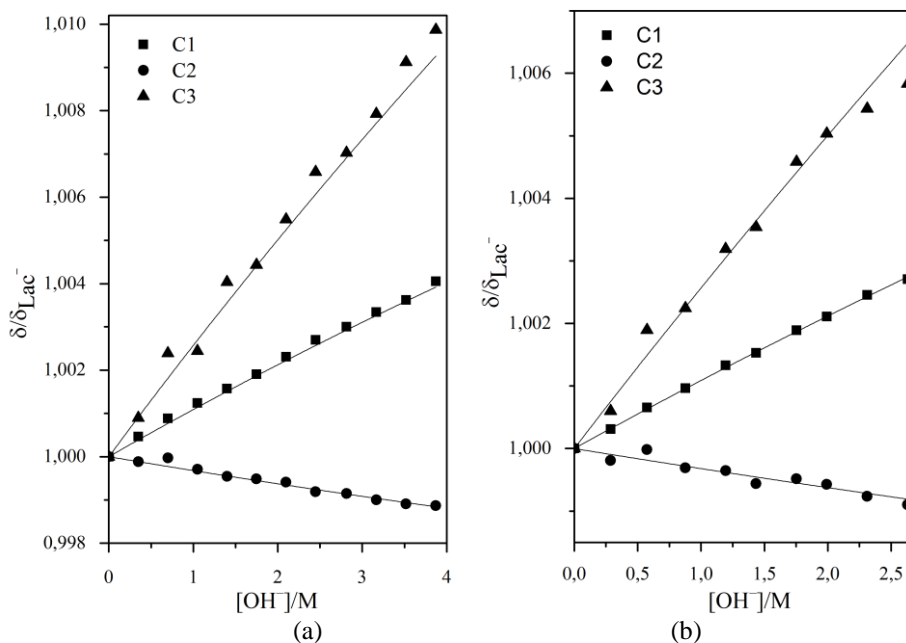 1,010
1,008
1,006
1,004
1,002
1,000
0,998
δ/δLac⁻
C1
C2
C3
0
1
2
3
4
[OH⁻]/M
(a)
1,006
1,004
1,002
1,000
δ/δLac⁻
C1
C2
C3
0,0
0,5
1,0
1,5
2,0
2,5
[OH⁻]/M
(b)